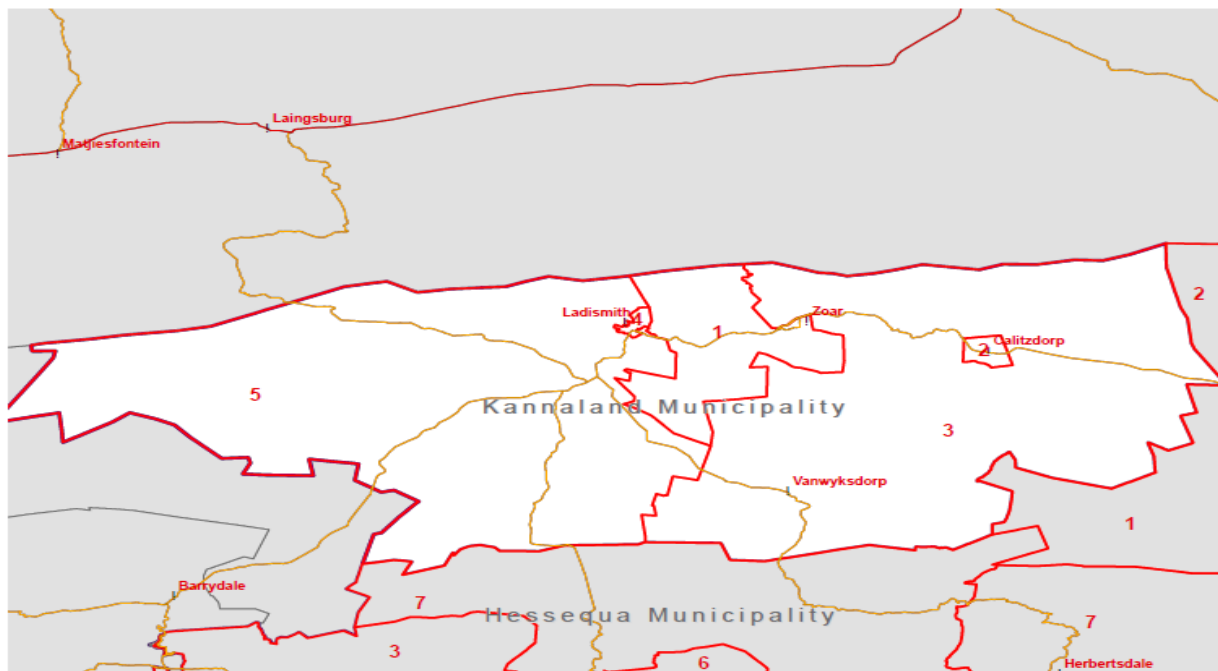 Laingsburg
Matjiesfontein
2
Ladismith
4
Zoar
1
2
Calitzdorp
5
Kannaland Municipality
3
Vanwyksdorp
1
Barrydale
7
Hessequa Municipality
7
3
6
Herbertsdale